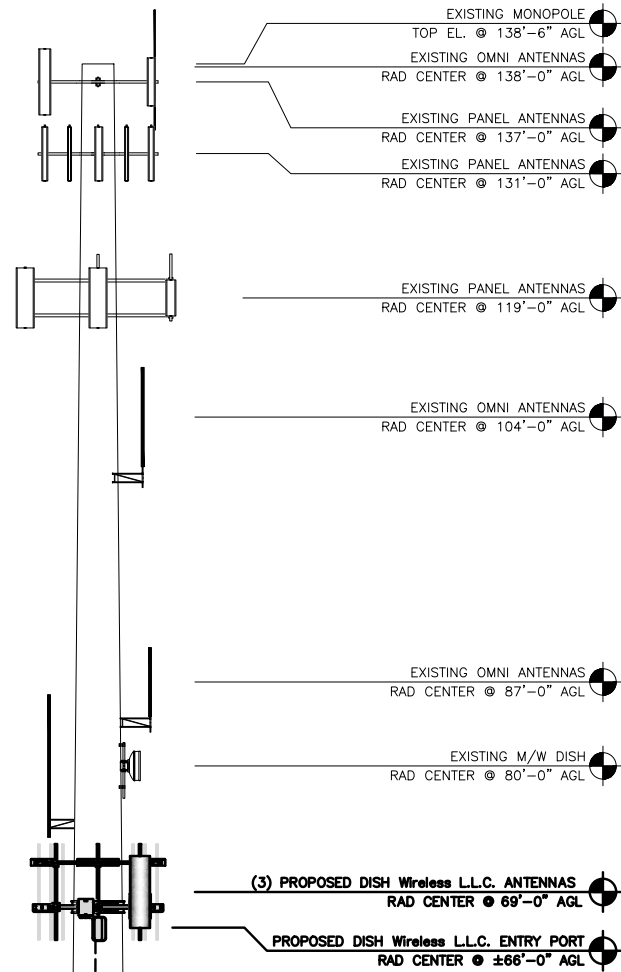 EXISTING MONOPOLE
TOP EL. @ 138'-6" AGL
EXISTING OMNI ANTENNAS
RAD CENTER @ 138'-0" AGL
EXISTING PANEL ANTENNAS
RAD CENTER @ 137'-0" AGL
EXISTING PANEL ANTENNAS
RAD CENTER @ 131'-0" AGL
EXISTING PANEL ANTENNAS
RAD CENTER @ 119'-0" AGL
EXISTING OMNI ANTENNAS
RAD CENTER @ 104'-0" AGL
EXISTING OMNI ANTENNAS
RAD CENTER @ 87'-0" AGL
EXISTING M/W DISH
RAD CENTER @ 80'-0" AGL
(3) PROPOSED DISH Wireless L.L.C. ANTENNAS
RAD CENTER @ 69'-0" AGL
PROPOSED DISH Wireless L.L.C. ENTRY PORT
RAD CENTER @ ±66'-0" AGL